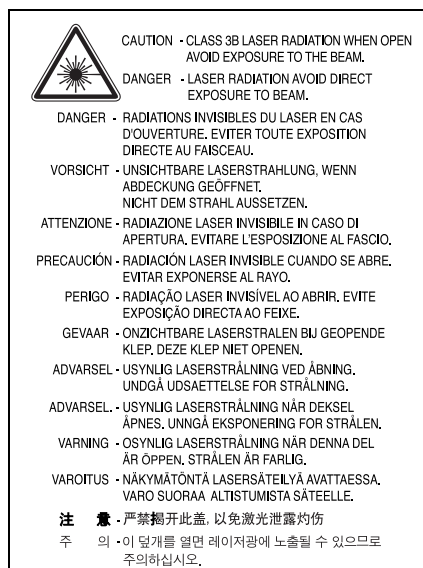 CAUTION - CLASS 3B LASER RADIATION WHEN OPEN
AVOID EXPOSURE TO THE BEAM.
DANGER - LASER RADIATION AVOID DIRECT
EXPOSURE TO BEAM.
DANGER - RADIATIONS INVISIBLES DU LASER EN CAS
D'OUVERTURE. EVITER TOUTE EXPOSITION
DIRECTE AU FAISCEAU.
VORSICHT - UNSICHTBARE LASERSTRAHLUNG, WENN
ABDECKUNG GEÖFFNET.
NICHT DEM STRAHL AUSSETZEN.
ATTENZIONE - RADIAZIONE LASER INVISIBILE IN CASO DI
APERTURA. EVITARE L'ESPOSIZIONE AL FASCIO.
PRECAUCIÓN - RADIACIÓN LASER INVISIBLE CUANDO SE ABRE.
EVITAR EXPONERSE AL RAYO.
PERIGO - RADIAÇÃO LASER INVISÍVEL AO ABRIR. EVITE
EXPOSIÇÃO DIRECTA AO FEIXE.
GEVAAR - ONZICHTBARE LASERSTRALEN BIJ GEOPENDE
KLEP. DEZE KLEP NIET OPENEN.
ADVARSEL - USYNLIG LASERSTRÅLNING VED ÅBNING.
UNDGÅ UDSAETTELSE FOR STRÅLNING.
ADVARSEL. - USYNLIG LASERSTRÅLNING NÅR DEKSEL
ÅPNES. UNNGÅ EKSPONERING FOR STRÅLEN.
VARNING - OSYNLIG LASERSTRÅLNING NÄR DENNA DEL
ÄR ÖPPEN. STRÅLEN ÄR FARLIG.
VAROITUS - NÄKYMÄTÖNTÄ LASERSÄTEILYÄ AVATTAESSA.
VARO SUORAA ALTISTUMISTA SÄTEELLE.
注 意 - 严禁揭开此盖, 以免激光泄露灼伤
주 의 - 이 덮개를 열면 레이저광에 노출될 수 있으므로
주의하십시오.